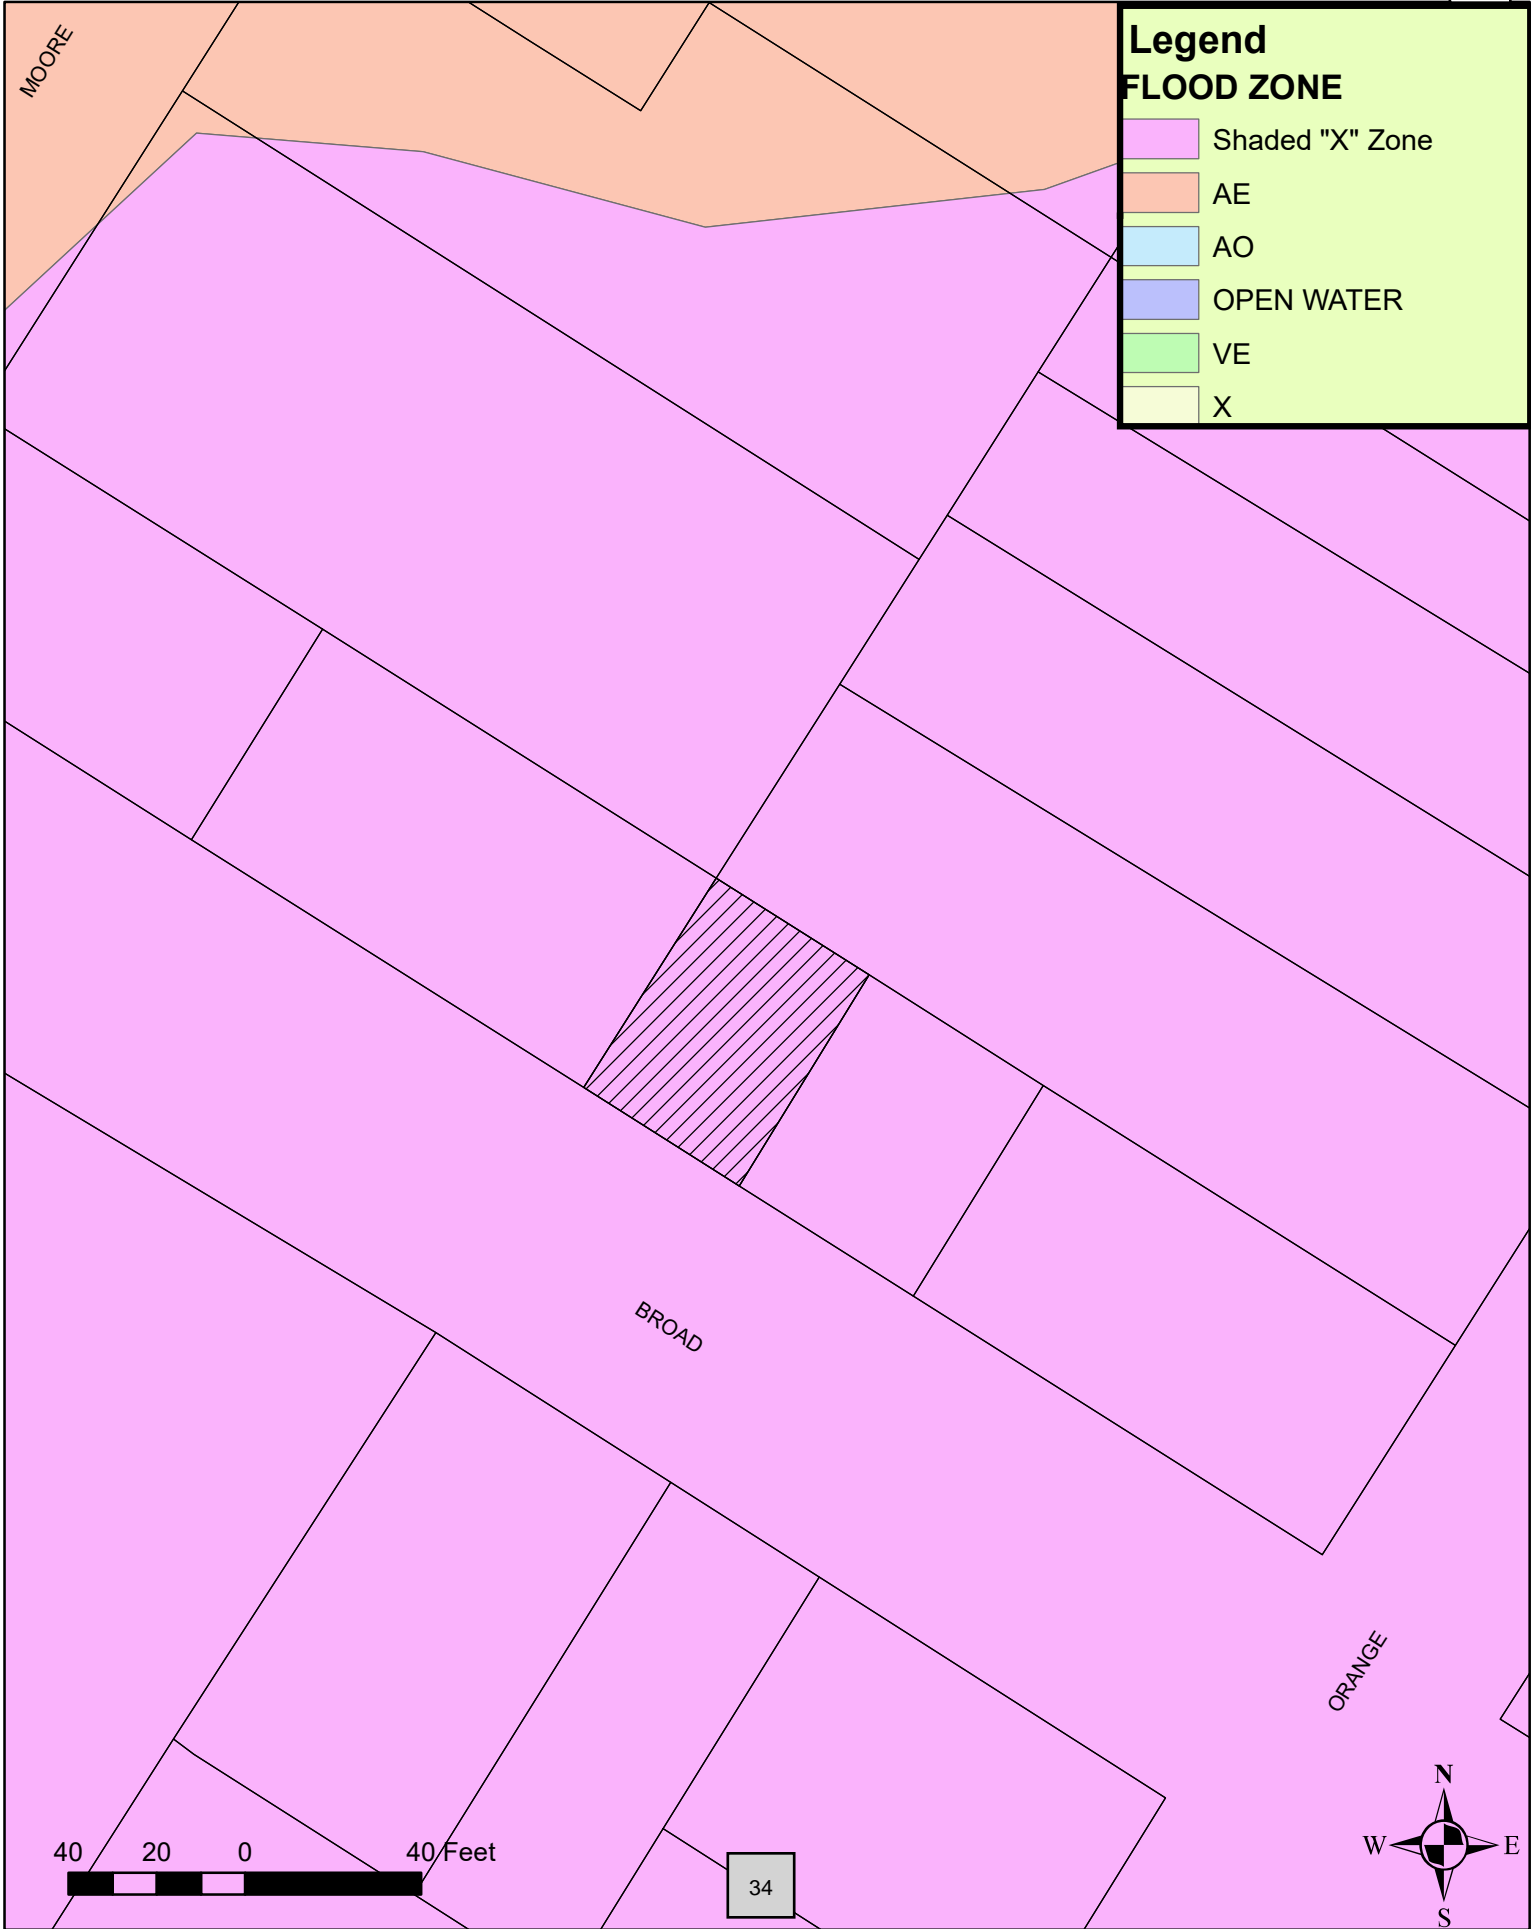 MOORE
Legend
FLOOD ZONE
Shaded "X" Zone
AE
AO
OPEN WATER
VE
X
BROAD
ORANGE
N
W E
S
40 20 0 40 Feet
34